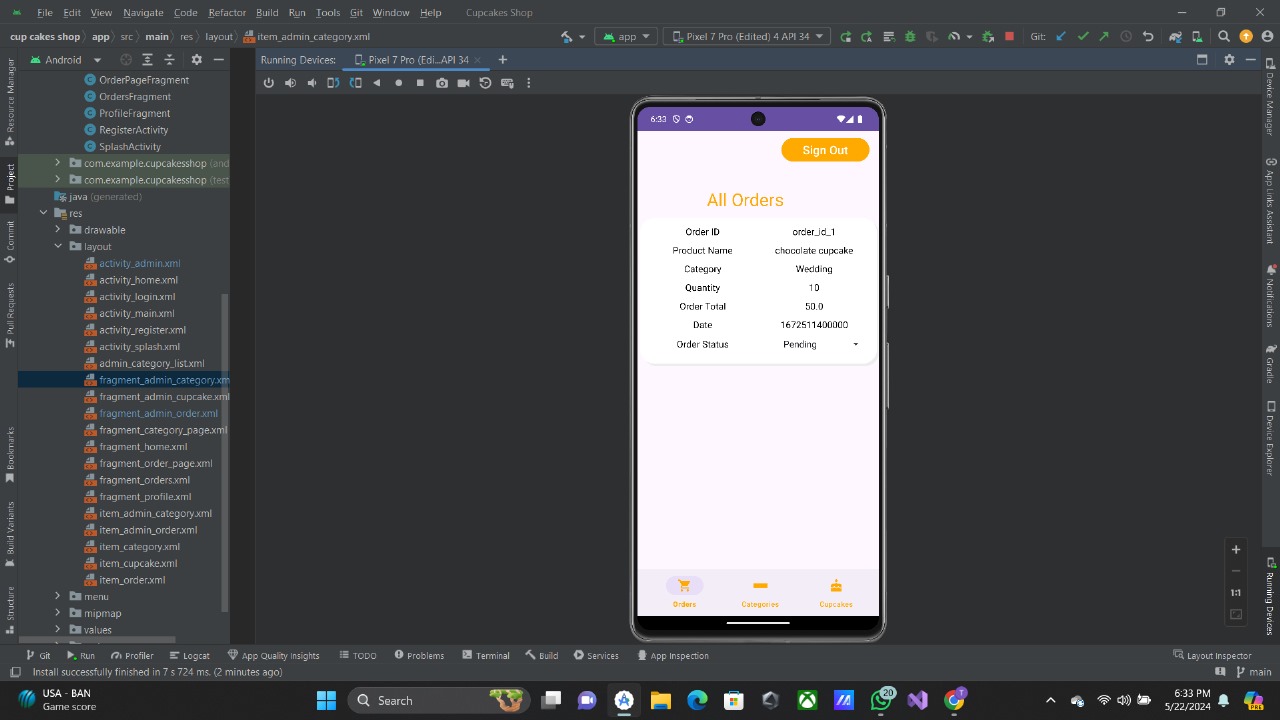 File Edit View Navigate Code Refactor Build Run Tools Git Window Help Cupcakes Shop
cup cakes shop app src main res layout item_admin_category.xml
app Pixel 7 Pro (Edited) 4 API 34 Git:
Android
Running Devices: Pixel 7 Pro (Edi...API 34
OrderPageFragment
OrdersFragment
ProfileFragment
RegisterActivity
SplashActivity
com.example.cupcakesshop (and
com.example.cupcakesshop (test
java (generated)
res
drawable
layout
activity_admin.xml
activity_home.xml
activity_login.xml
activity_main.xml
activity_register.xml
activity_splash.xml
admin_category_list.xml
fragment_admin_category.xm
fragment_admin_cupcake.xml
fragment_admin_order.xml
fragment_category_page.xml
fragment_home.xml
fragment_order_page.xml
fragment_orders.xml
fragment_profile.xml
item_admin_category.xml
item_admin_order.xml
item_category.xml
item_cupcake.xml
item_order.xml
menu
mipmap
values
Resource Manager
Project
Commit
Pull Requests
Bookmarks
Build Variants
Structure
6:33
Sign Out
All Orders
Order ID order_id_1
Product Name chocolate cupcake
Category Wedding
Quantity 10
Order Total 50.0
Date 1672511400000
Order Status Pending
Orders Categories Cupcakes
1:1
Device Manager
App Links Assistant
Notifications
Gradle
Device Explorer
Running Devices
Git Run Profiler Logcat App Quality Insights TODO Problems Terminal Build Services App Inspection Layout Inspector
Install successfully finished in 7 s 724 ms. (2 minutes ago) main
USA - BAN
Game score
Search
20
T
PRE
6:33 PM
5/22/2024